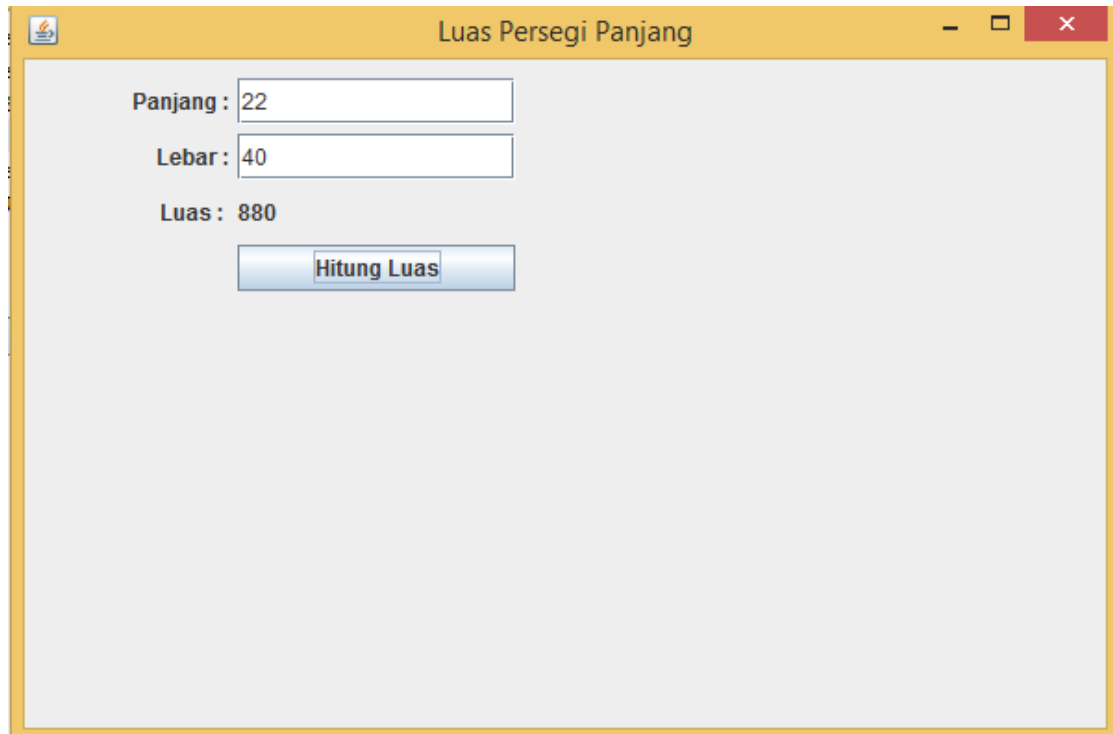 Luas Persegi Panjang
Panjang : 22
Lebar : 40
Luas : 880
Hitung Luas